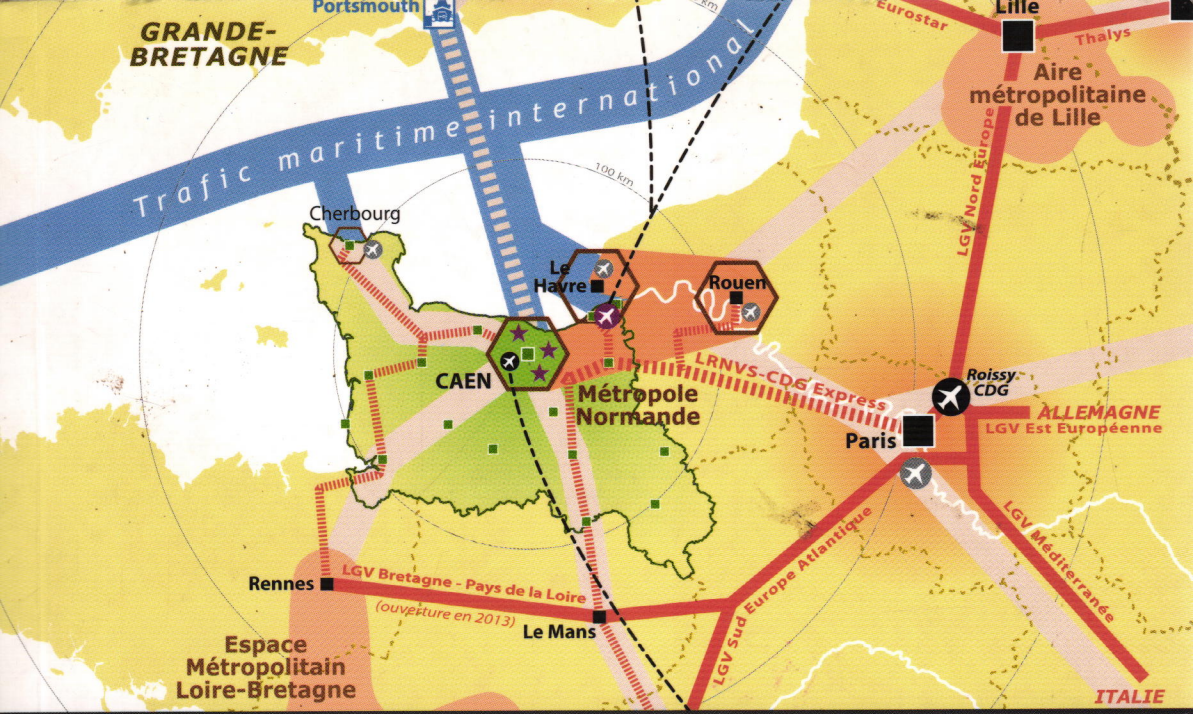 Portsmouth
GRANDE-
BRETAGNE
km
Eurostar
Lille
Thalys
Aire
métropolitaine
de Lille
Trafic maritime international
LGV Nord Europe
100 km
Cherbourg
Le
Havre
Rouen
CAEN
Métropole
Normande
LRNVS-CDG Express
Roissy
CDG
Paris
ALLEMAGNE
LGV Est Européenne
LGV Méditerranée
LGV Sud Europe Atlantique
Rennes
LGV Bretagne - Pays de la Loire
(ouverture en 2013)
Le Mans
Espace
Métropolitain
Loire-Bretagne
ITALIE